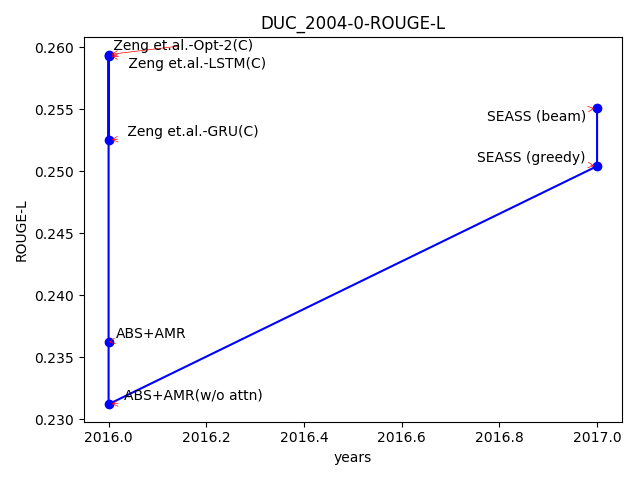 DUC_2004-0-ROUGE-L
0.260
0.255
0.250
0.245
0.240
0.235
0.230
ROUGE-L
Zeng et.al.-Opt-2(C)
Zeng et.al.-LSTM(C)
Zeng et.al.-GRU(C)
SEASS (beam)
SEASS (greedy)
ABS+AMR
ABS+AMR(w/o attn)
2016.0 2016.2 2016.4 2016.6 2016.8 2017.0
years